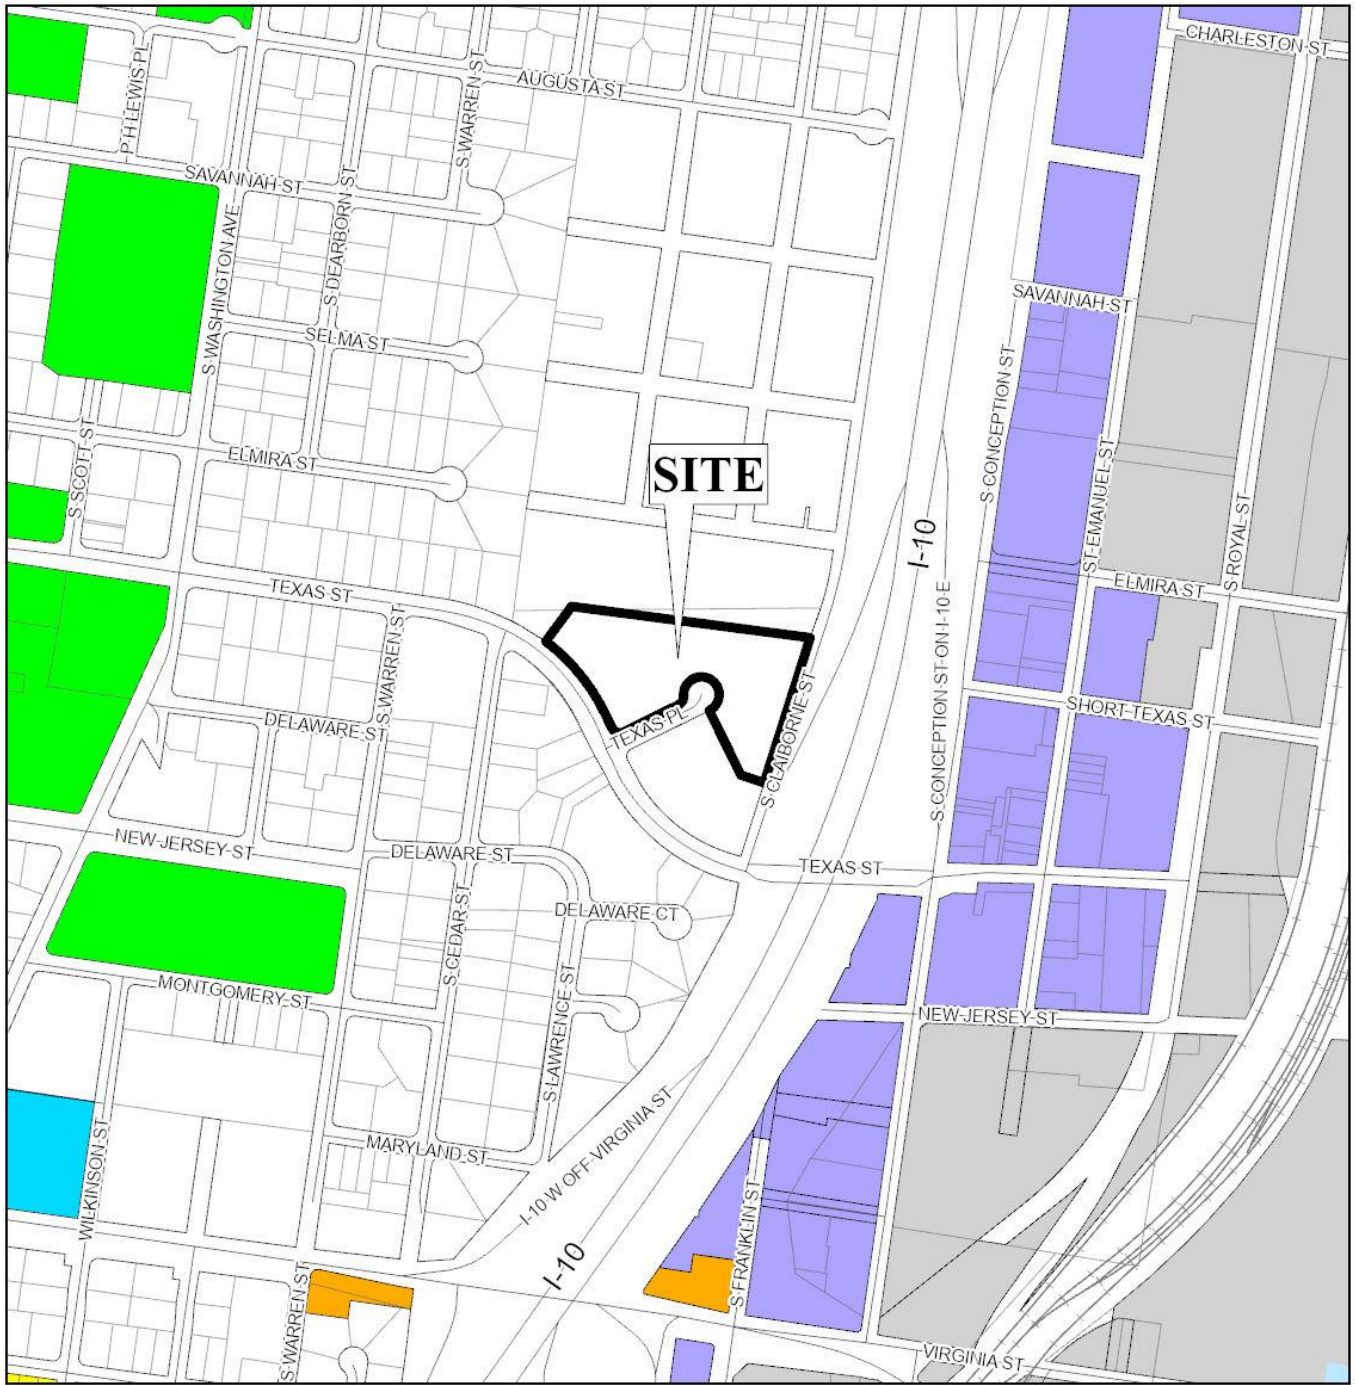 CHARLESTON ST
P H LEWIS PL
S WARREN ST
AUGUSTA ST
SAVANNAH ST
S WASHINGTON AVE
S DEARBORN ST
SAVANNAH ST
SELMA ST
S CONCEPTION ST
ST EMANUEL ST
S ROYAL ST
S SCOTT ST
ELMIRA ST
SITE
I-10
ELMIRA ST
TEXAS ST
S WARREN ST
S CONCEPTION ST ON I-10 E
DELAWARE ST
TEXAS PL
S CLAIBORNE ST
SHORT TEXAS ST
NEW JERSEY ST
DELAWARE ST
TEXAS ST
S CEDAR ST
DELAWARE CT
MONTGOMERY ST
S LAWRENCE ST
NEW JERSEY ST
WILKINSON ST
MARYLAND ST
I-10 W OFF VIRGINIA ST
I-10
S FRANKLIN ST
S WARREN ST
VIRGINIA ST